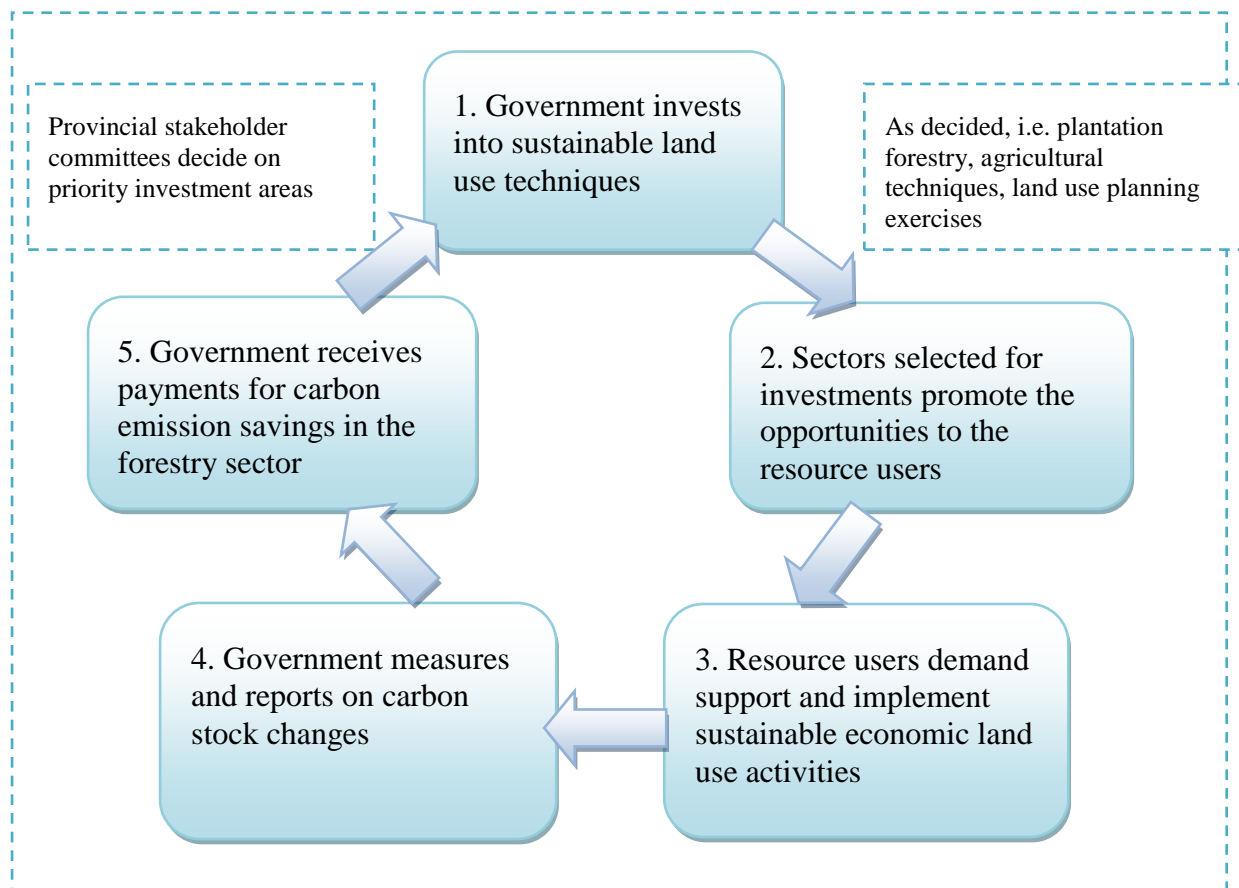 Provincial stakeholder
committees decide on
priority investment areas
1. Government invests
into sustainable land
use techniques
As decided, i.e. plantation
forestry, agricultural
techniques, land use planning
exercises
2. Sectors selected for
investments promote the
opportunities to the
resource users
3. Resource users demand
support and implement
sustainable economic land
use activities
4. Government measures
and reports on carbon
stock changes
5. Government receives
payments for carbon
emission savings in the
forestry sector